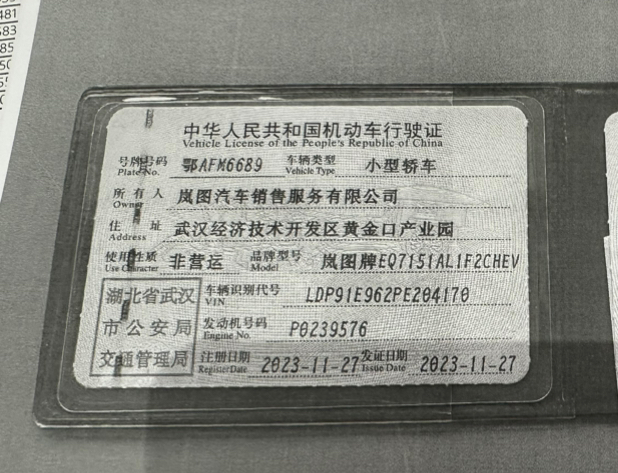 481
583
85
中华人民共和国机动车行驶证
Vehicle License of the People's Republic of China
号牌号码 鄂AFM6689 车辆类型 小型轿车
Plate No. Vehicle Type
所有人 岚图汽车销售服务有限公司
Owner
住址 武汉经济技术开发区黄金口产业园
Address
使用性质 非营运 品牌型号 岚图牌EQ7151AL1F2CHEV
Use Character Model
湖北省武汉 车辆识别代号 LDP91E962PE204170
VIN
市公安局 发动机号码 P0239576
Engine No.
交通管理局 注册日期 2023-11-27 发证日期 2023-11-27
Register Date Issue Date